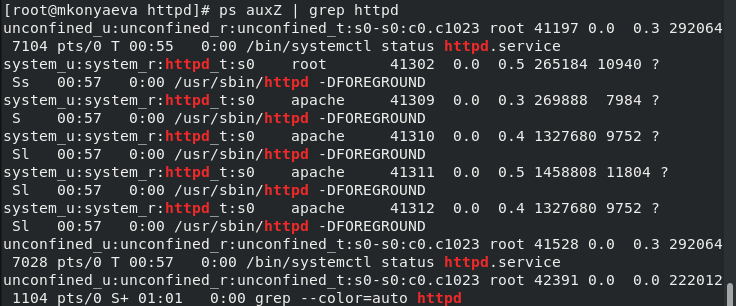 [root@mkonyaeva httpd]# ps auxZ | grep httpd
unconfined_u:unconfined_r:unconfined_t:s0-s0:c0.c1023 root 41197 0.0  0.3 292064
 7104 pts/0 T 00:55   0:00 /bin/systemctl status httpd.service
system_u:system_r:httpd_t:s0    root       41302  0.0  0.5 265184 10940 ?
 Ss   00:57   0:00 /usr/sbin/httpd -DFOREGROUND
system_u:system_r:httpd_t:s0    apache     41309  0.0  0.3 269888  7984 ?
 S    00:57   0:00 /usr/sbin/httpd -DFOREGROUND
system_u:system_r:httpd_t:s0    apache     41310  0.0  0.4 1327680 9752 ?
 Sl   00:57   0:00 /usr/sbin/httpd -DFOREGROUND
system_u:system_r:httpd_t:s0    apache     41311  0.0  0.5 1458808 11804 ?
 Sl   00:57   0:00 /usr/sbin/httpd -DFOREGROUND
system_u:system_r:httpd_t:s0    apache     41312  0.0  0.4 1327680 9752 ?
 Sl   00:57   0:00 /usr/sbin/httpd -DFOREGROUND
unconfined_u:unconfined_r:unconfined_t:s0-s0:c0.c1023 root 41528 0.0  0.3 292064
 7028 pts/0 T 00:57   0:00 /bin/systemctl status httpd.service
unconfined_u:unconfined_r:unconfined_t:s0-s0:c0.c1023 root 42391 0.0  0.0 222012
 1104 pts/0 S+ 01:01   0:00 grep --color=auto httpd